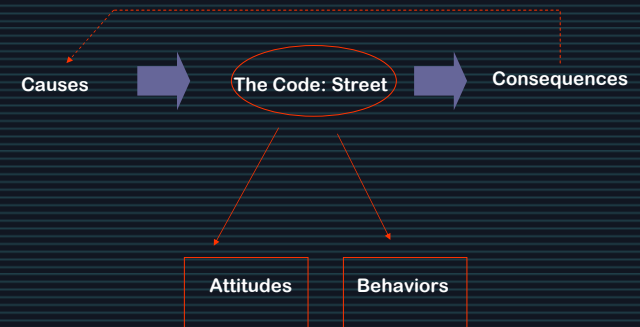 Causes
The Code: Street
Consequences
Attitudes
Behaviors